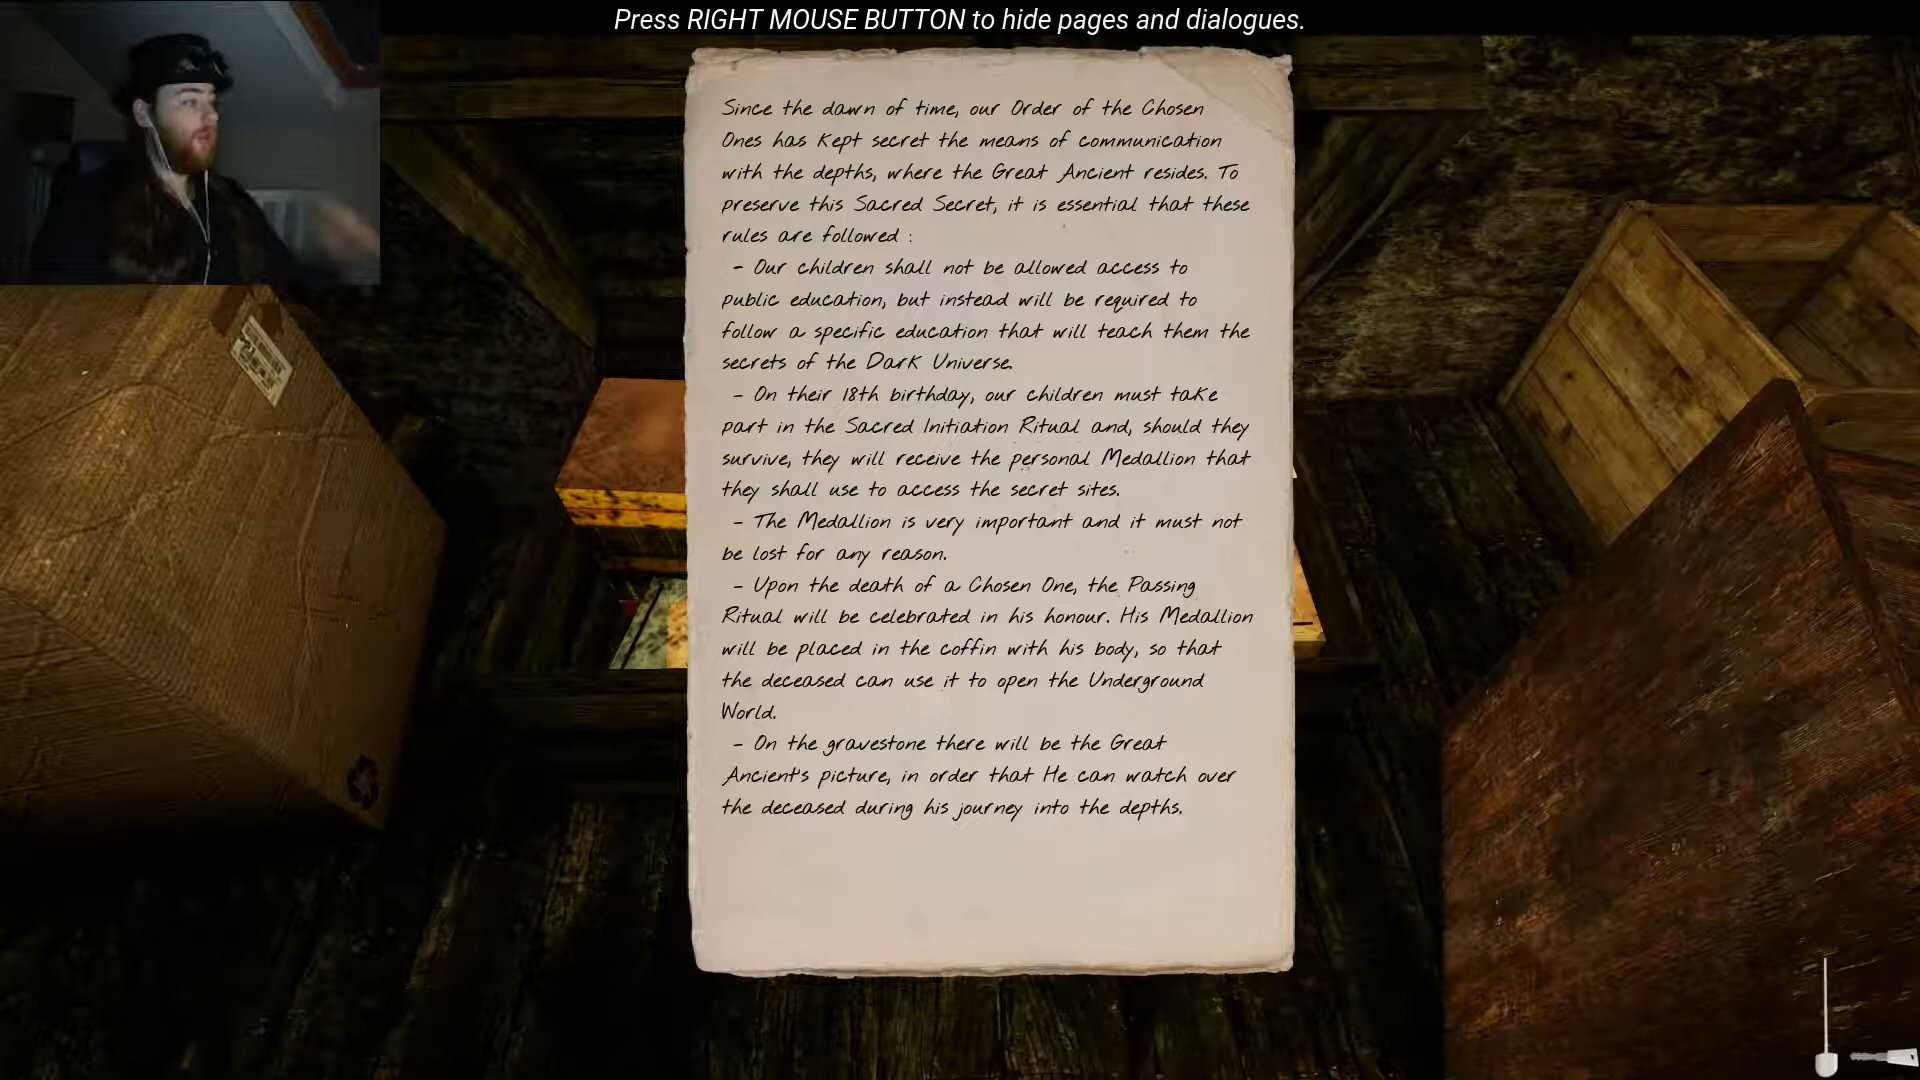 Press RIGHT MOUSE BUTTON to hide pages and dialogues.
Since the dawn of time, our Order of the Chosen
Ones has kept secret the means of communication
with the depths, where the Great Ancient resides. To
preserve this Sacred Secret, it is essential that these
rules are followed :
- Our children shall not be allowed access to
public education, but instead will be required to
follow a specific education that will teach them the
secrets of the Dark Universe.
- On their 18th birthday, our children must take
part in the Sacred Initiation Ritual and, should they
survive, they will receive the personal Medallion that
they shall use to access the secret sites.
- The Medallion is very important and it must not
be lost for any reason.
- Upon the death of a Chosen One, the Passing
Ritual will be celebrated in his honour. His Medallion
will be placed in the coffin with his body, so that
the deceased can use it to open the Underground
World.
- On the gravestone there will be the Great
Ancient's picture, in order that He can watch over
the deceased during his journey into the depths.